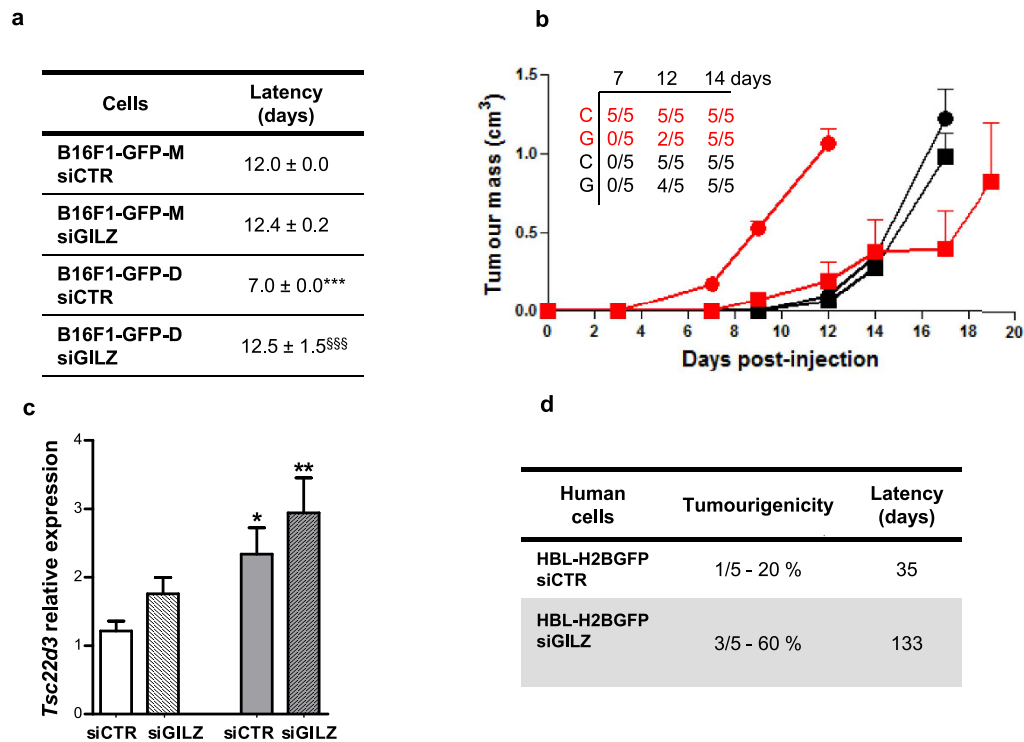 a
Cells Latency (days)
B16F1-GFP-M siCTR 12.0 ± 0.0
B16F1-GFP-M siGILZ 12.4 ± 0.2
B16F1-GFP-D siCTR 7.0 ± 0.0***
B16F1-GFP-D siGILZ 12.5 ± 1.5§§§
b
Tumour mass (cm3)
1.5
1.0
0.5
0.0
7 12 14 days
C 5/5 5/5 5/5
G 0/5 2/5 5/5
C 0/5 5/5 5/5
G 0/5 4/5 5/5
0 2 4 6 8 10 12 14 16 18 20
Days post-injection
c
Tsc22d3 relative expression
4
3
2
1
0
* **
siCTR siGILZ siCTR siGILZ
d
Human cells Tumourigenicity Latency (days)
HBL-H2BGFP siCTR 1/5 - 20 % 35
HBL-H2BGFP siGILZ 3/5 - 60 % 133